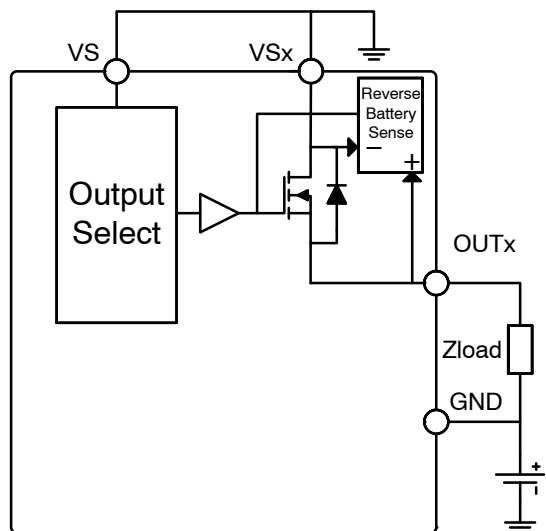 VS
VSx
Reverse
Battery
Sense
−
+
Output
Select
OUTx
Zload
GND
+
-